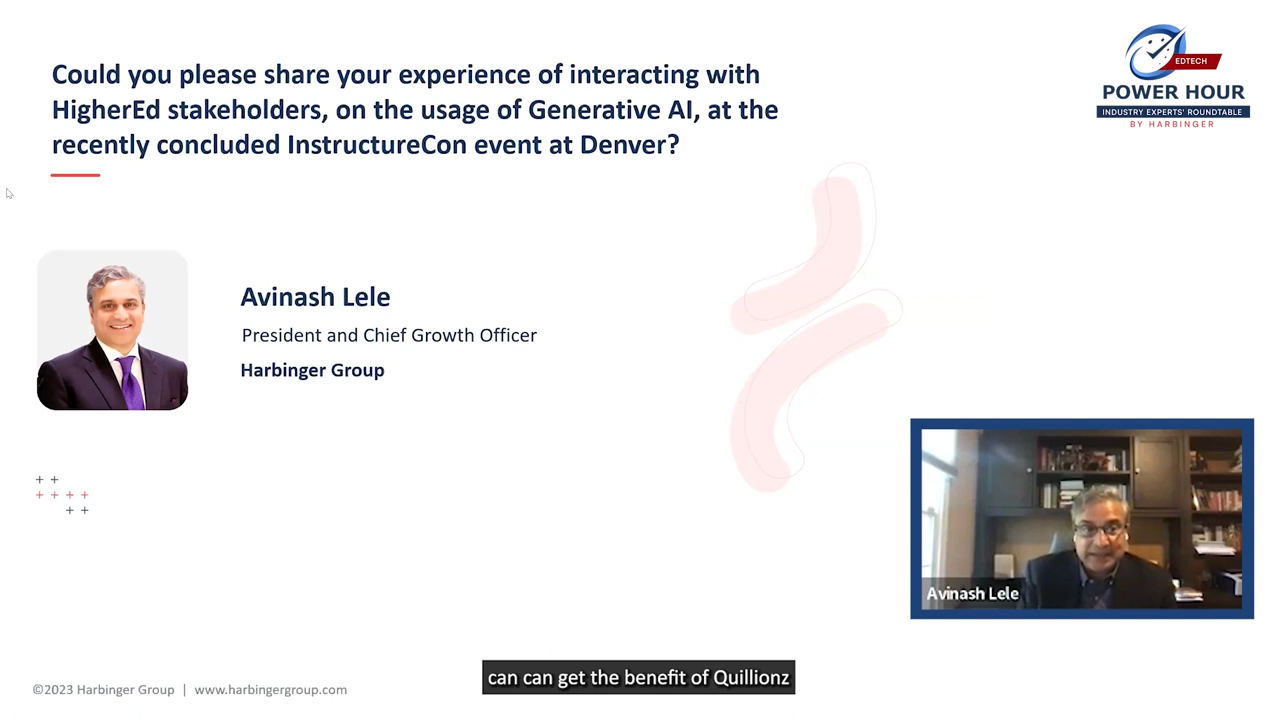 Could you please share your experience of interacting with
HigherEd stakeholders, on the usage of Generative AI, at the
recently concluded InstructureCon event at Denver?
EDTECH
POWER HOUR
INDUSTRY EXPERTS' ROUNDTABLE
BY HARBINGER
Avinash Lele
President and Chief Growth Officer
Harbinger Group
Avinash Lele
can can get the benefit of Quillionz
©2023 Harbinger Group | www.harbingergroup.com